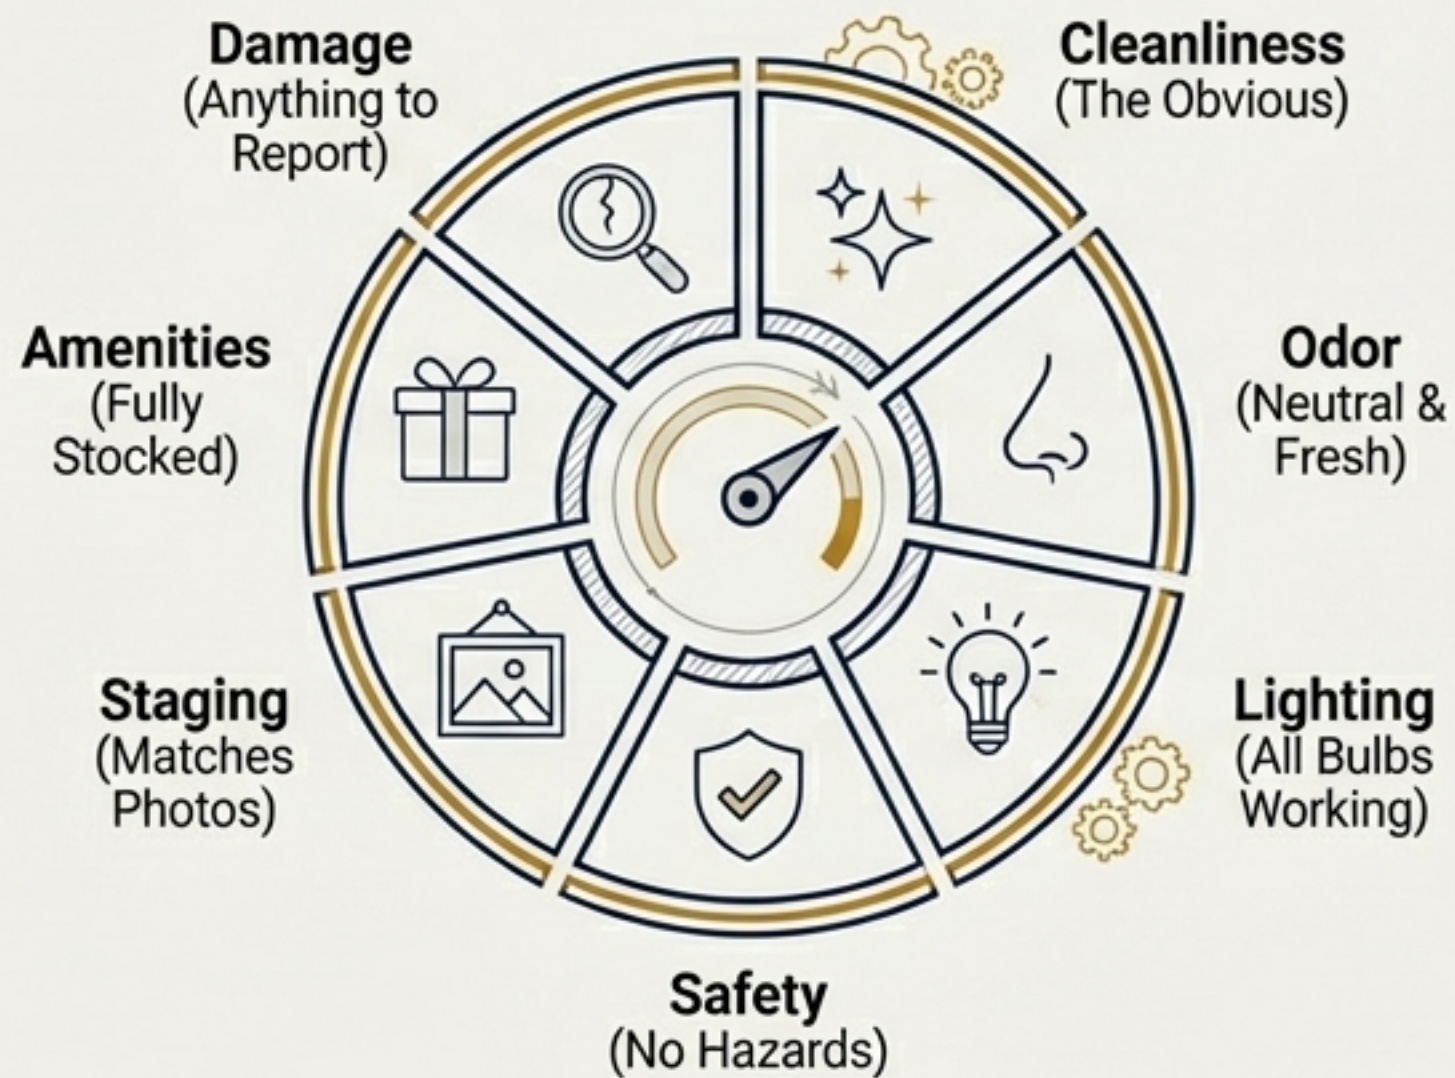 Damage
(Anything to
Report)
Cleanliness
(The Obvious)
Amenities
(Fully
Stocked)
Odor
(Neutral &
Fresh)
Staging
(Matches
Photos)
Lighting
(All Bulbs
Working)
Safety
(No Hazards)